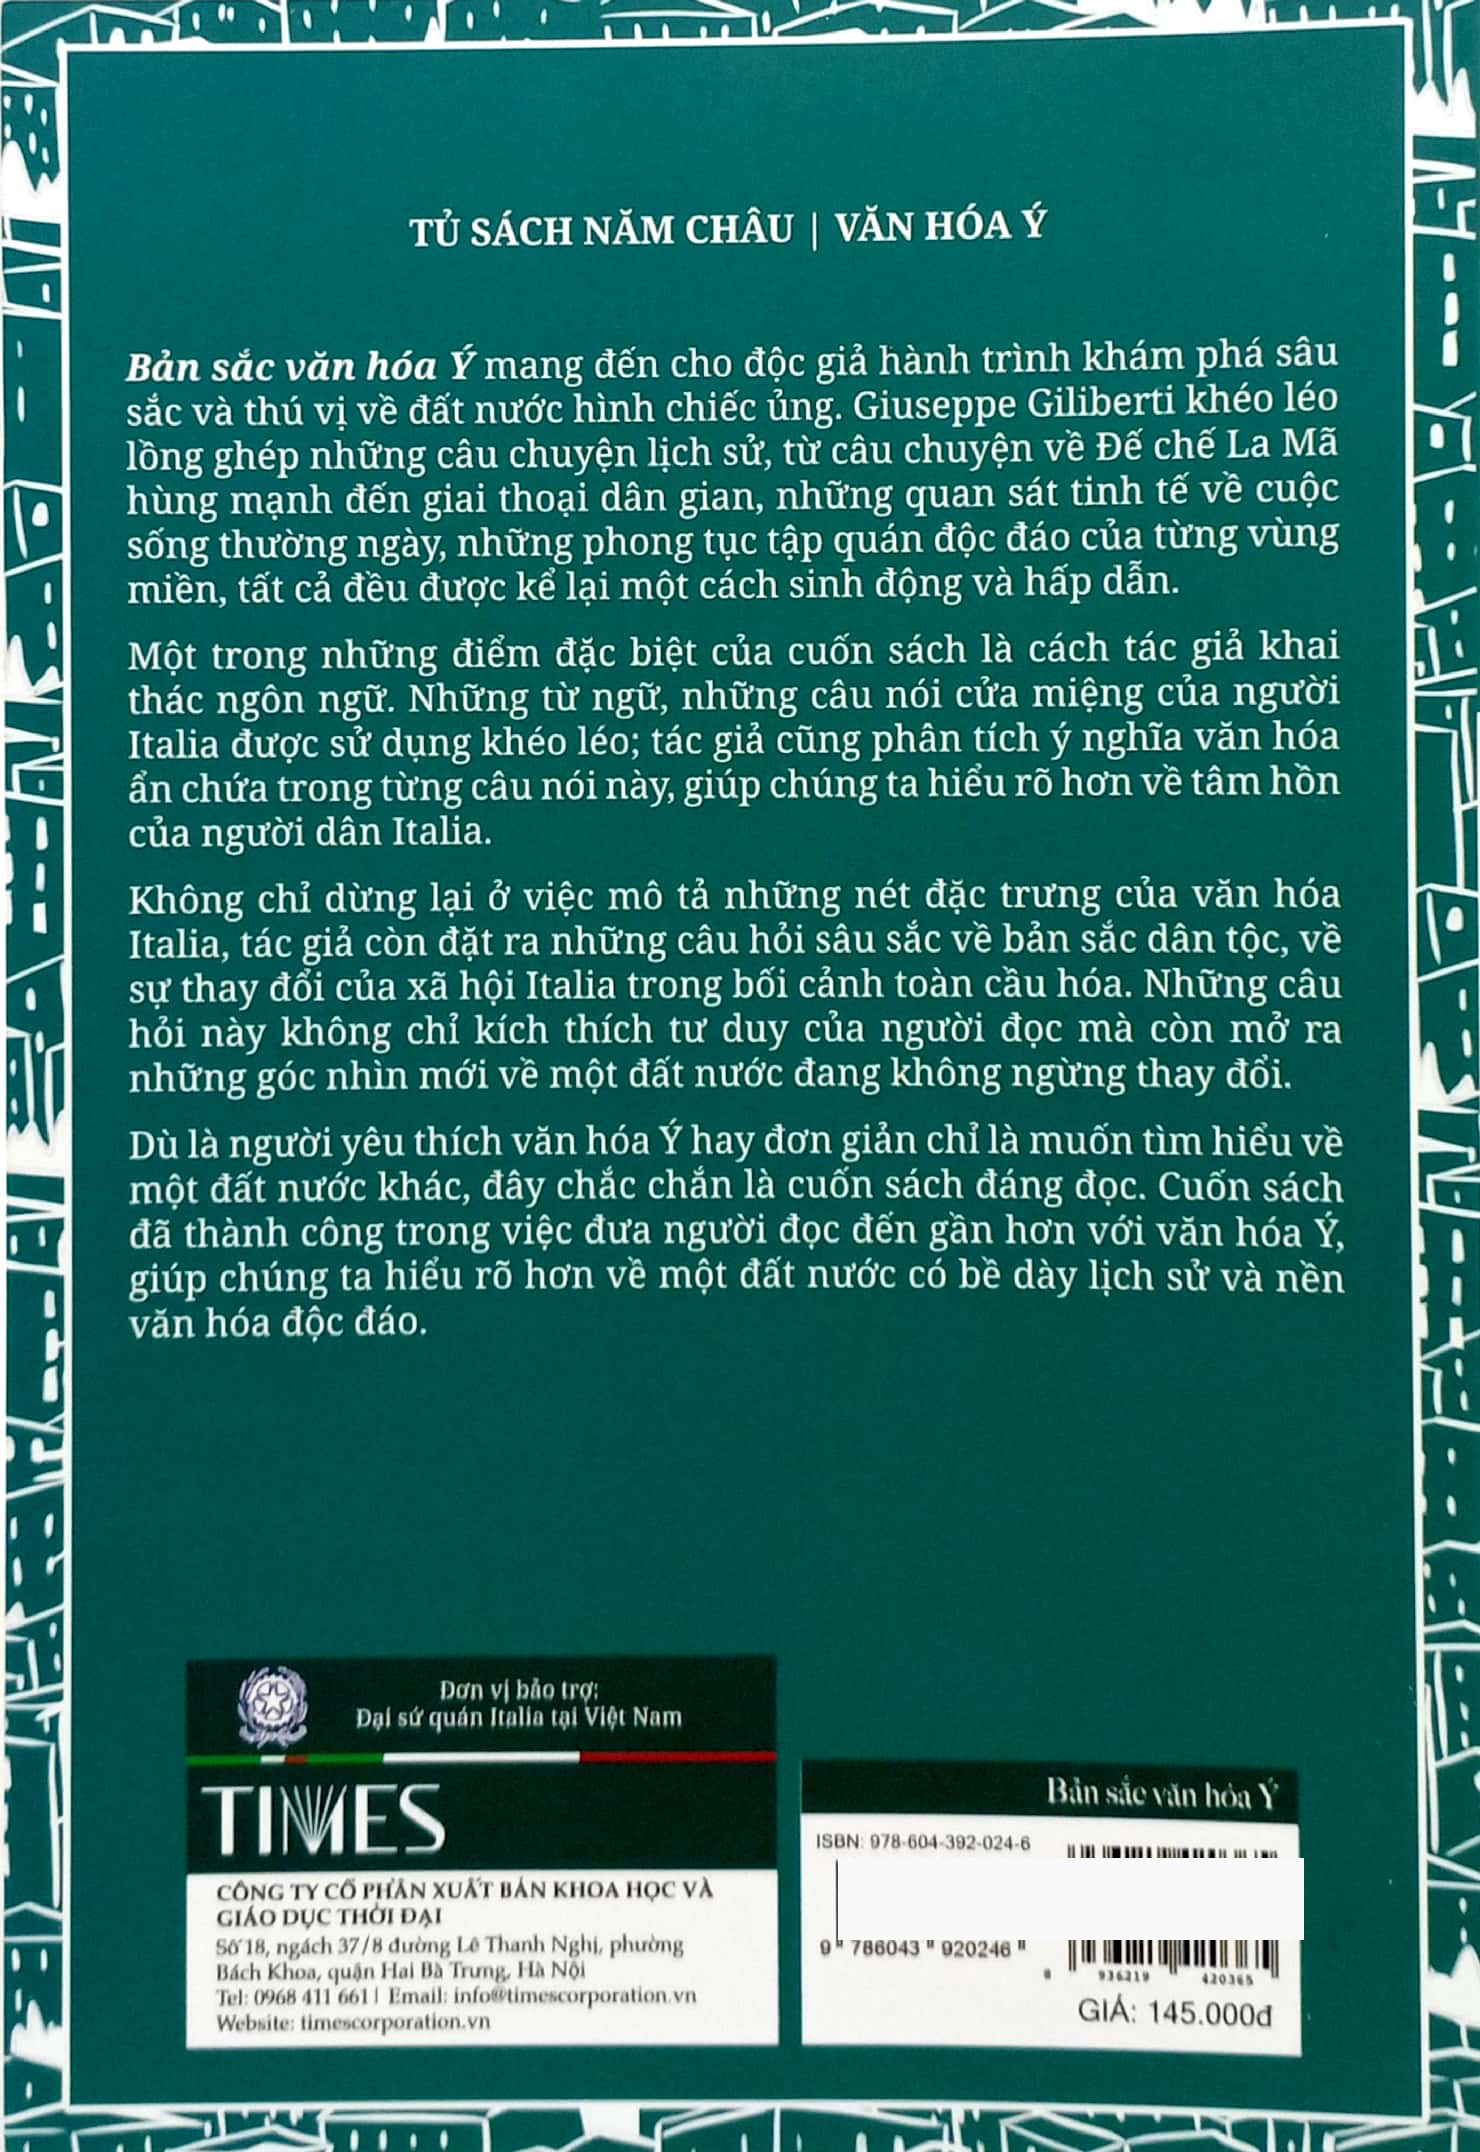 TỦ SÁCH NĂM CHÂU | VĂN HÓA Ý
Bản sắc văn hóa Ý mang đến cho độc giả hành trình khám phá sâu
sắc và thú vị về đất nước hình chiếc ủng. Giuseppe Giliberti khéo léo
lồng ghép những câu chuyện lịch sử, từ câu chuyện về Đế chế La Mã
hùng mạnh đến giai thoại dân gian, những quan sát tinh tế về cuộc
sống thường ngày, những phong tục tập quán độc đáo của từng vùng
miền, tất cả đều được kể lại một cách sinh động và hấp dẫn.
Một trong những điểm đặc biệt của cuốn sách là cách tác giả khai
thác ngôn ngữ. Những từ ngữ, những câu nói cửa miệng của người
Italia được sử dụng khéo léo; tác giả cũng phân tích ý nghĩa văn hóa
ẩn chứa trong từng câu nói này, giúp chúng ta hiểu rõ hơn về tâm hồn
của người dân Italia.
Không chỉ dừng lại ở việc mô tả những nét đặc trưng của văn hóa
Italia, tác giả còn đặt ra những câu hỏi sâu sắc về bản sắc dân tộc, về
sự thay đổi của xã hội Italia trong bối cảnh toàn cầu hóa. Những câu
hỏi này không chỉ kích thích tư duy của người đọc mà còn mở ra
những góc nhìn mới về một đất nước đang không ngừng thay đổi.
Dù là người yêu thích văn hóa Ý hay đơn giản chỉ là muốn tìm hiểu về
một đất nước khác, đây chắc chắn là cuốn sách đáng đọc. Cuốn sách
đã thành công trong việc đưa người đọc đến gần hơn với văn hóa Ý,
giúp chúng ta hiểu rõ hơn về một đất nước có bề dày lịch sử và nền
văn hóa độc đáo.
Đơn vị bảo trợ:
Đại sứ quán Italia tại Việt Nam
TIMES
CÔNG TY CỔ PHẦN XUẤT BẢN KHOA HỌC VÀ
GIÁO DỤC THỜI ĐẠI
Số 18, ngách 37/8 đường Lê Thanh Nghị, phường
Bách Khoa, quận Hai Bà Trưng, Hà Nội
Tel: 0968 411 661 | Email: info@timescorporation.vn
Website: timescorporation.vn
Bản sắc văn hóa Ý
ISBN: 978-604-392-024-6
9 786043 920246
8 936219 420365
GIÁ: 145.000đ